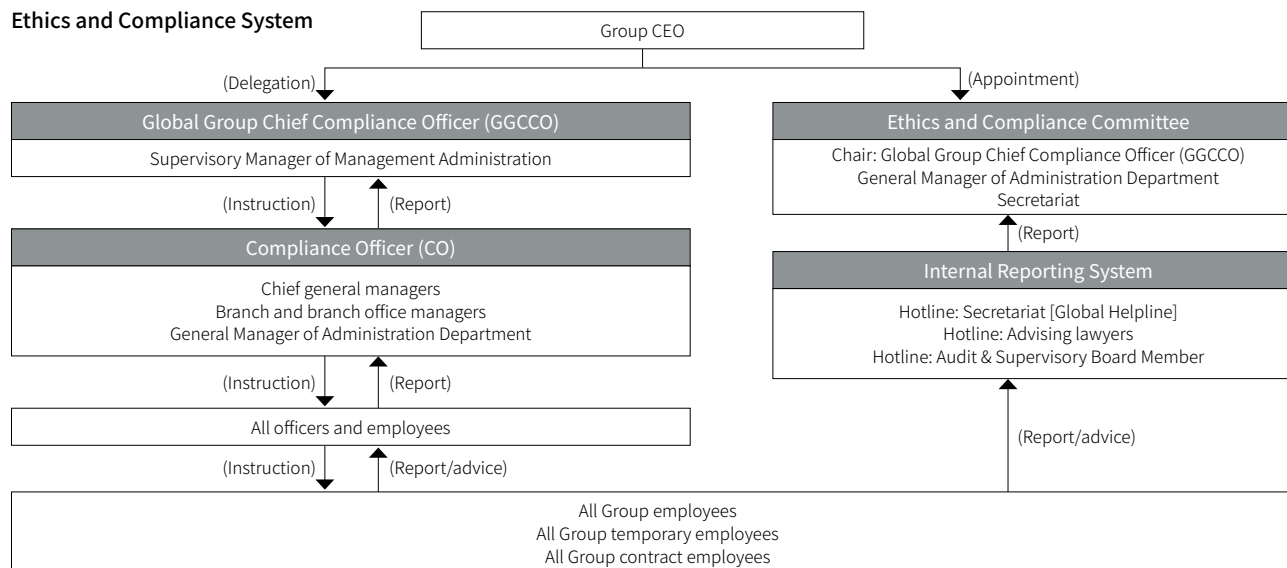 Ethics and Compliance System
Group CEO
(Delegation)
(Appointment)
Global Group Chief Compliance Officer (GGCCO)
Supervisory Manager of Management Administration
(Instruction)
(Report)
Compliance Officer (CO)
Chief general managers
Branch and branch office managers
General Manager of Administration Department
(Instruction)
(Report)
All officers and employees
(Instruction)
(Report/advice)
Ethics and Compliance Committee
Chair: Global Group Chief Compliance Officer (GGCCO)
General Manager of Administration Department
Secretariat
(Report)
Internal Reporting System
Hotline: Secretariat [Global Helpline]
Hotline: Advising lawyers
Hotline: Audit & Supervisory Board Member
(Report/advice)
All Group employees
All Group temporary employees
All Group contract employees